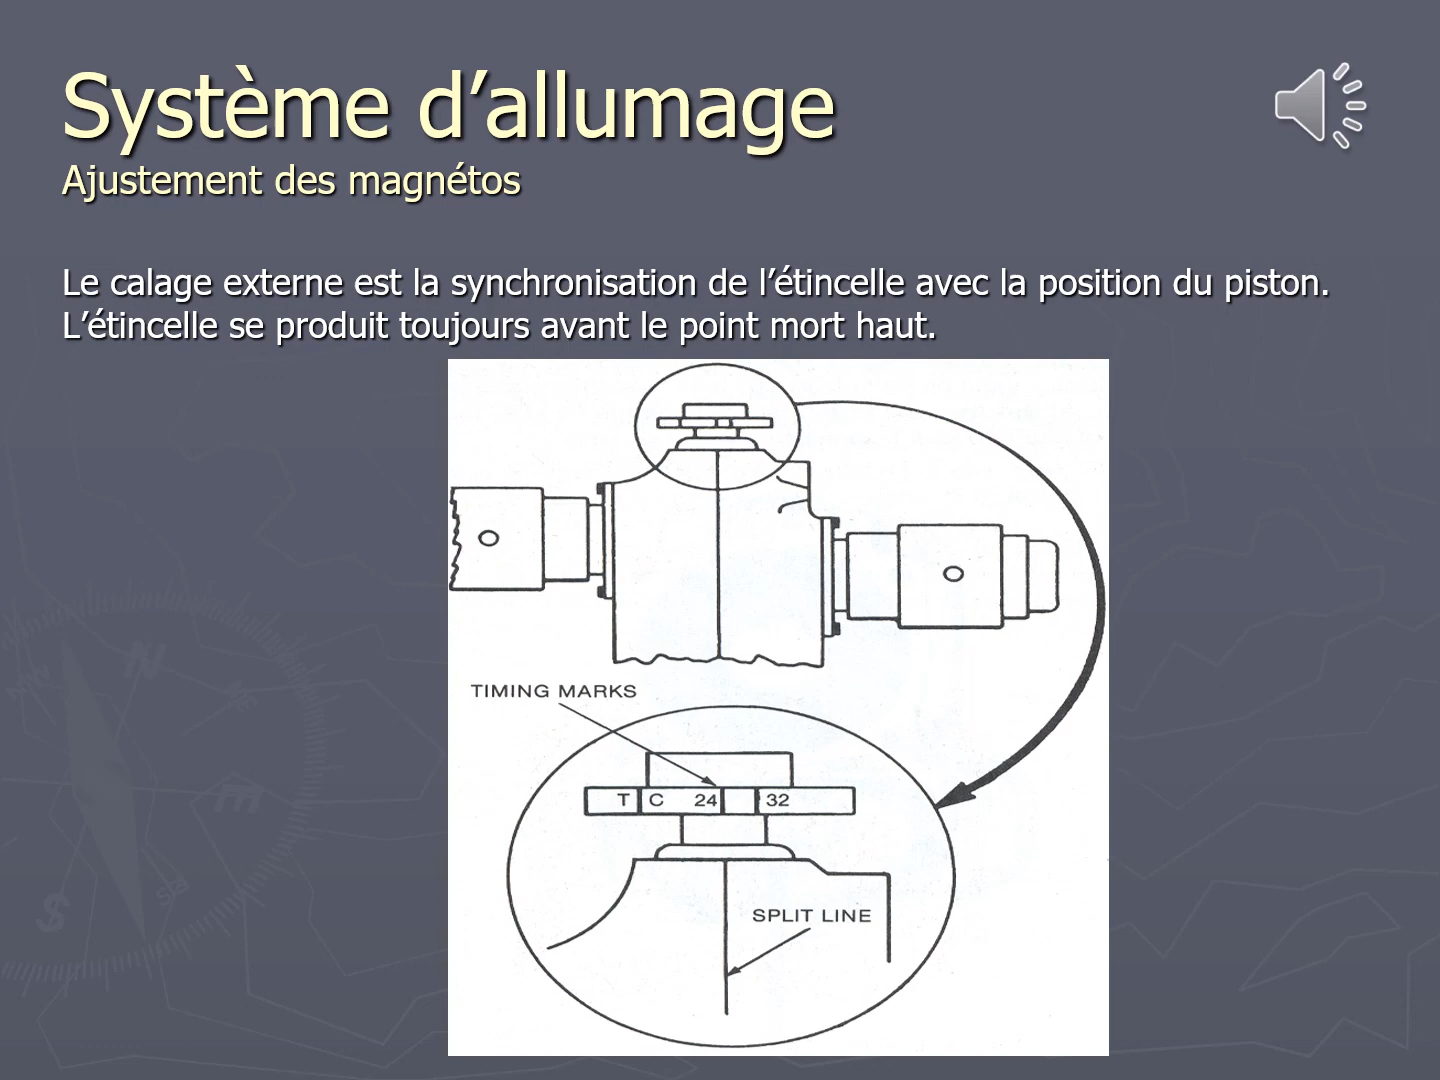 Système d’allumage
Ajustement des magnétos
Le calage externe est la synchronisation de l’étincelle avec la position du piston.
L’étincelle se produit toujours avant le point mort haut.
TIMING MARKS
T C 24 32
SPLIT LINE
N
E
S